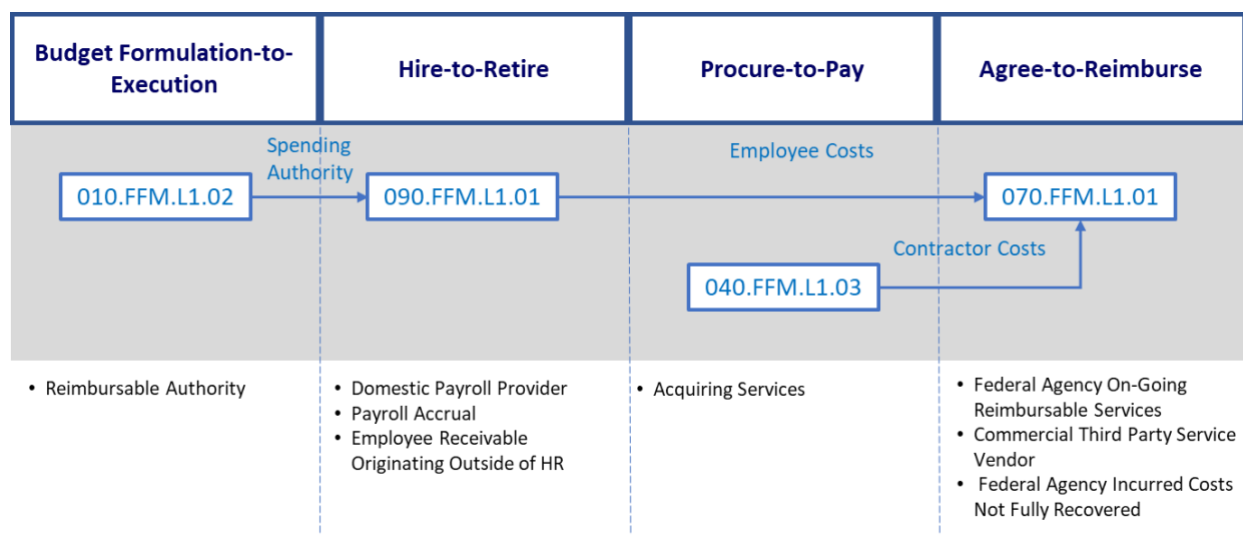 Budget Formulation-to-
Execution
Hire-to-Retire
Procure-to-Pay
Agree-to-Reimburse
Spending
Authority
Employee Costs
010.FFM.L1.02
090.FFM.L1.01
070.FFM.L1.01
Contractor Costs
040.FFM.L1.03
• Reimbursable Authority
• Domestic Payroll Provider
• Payroll Accrual
• Employee Receivable
Originating Outside of HR
• Acquiring Services
• Federal Agency On-Going
Reimbursable Services
• Commercial Third Party Service
Vendor
• Federal Agency Incurred Costs
Not Fully Recovered